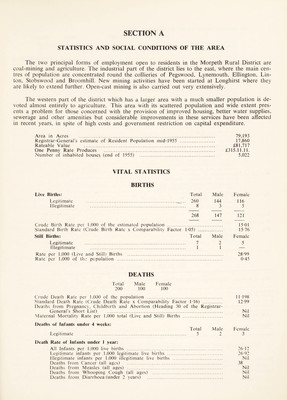 SECTION A
STATISTICS AND SOCIAL CONDITIONS OF THE AREA
The two principal forms of employment open to residents in the Morpeth Rural District are
coal-mining and agriculture. The industrial part of the district lies to the east, where the main cen-
tres of population are concentrated round the collieries of Pegswood, Lynemouth, Ellington, Lin-
ton, Stobswood and Broomhill. New mining activities have been started at Longhirst where they
are likely to extend further. Open-cast mining is also carried out very extensively.
The western part of the district which has a larger area with a much smaller population is de-
voted almost entirely to agriculture. This area with its scattered population and wide extent pres-
ents a problem for those concerned with the provision of improved housing, better water supplies,
sewerage and other amenities but considerable improvements in these services have been affected
in recent years, in spite of high costs and government restriction on capital expenditure.
Area in Acres 79,193
Registrar-General's estimate of Resident Population mid-1955 17,860
Rateable Value £81,717
One Penny Rate Produces £315.11.11.
Number of inhabited houses (end of 1955) 5,022
VITAL STATISTICS
BIRTHS
Live Births: Total Male Female
Legitimate 260 144 116
Illegitimate 8 3 5
268 147 121
Crude Birth Rate per 1,000 of the estimated population 15·01
Standard Birth Rate (Crude Birth Rate x Comparability Factor 1·05) 15·76
Still Births: Total Male Female
Legitimate 7 2 5
Illegitimate 1 1 —
Rate per 1,000 (Live and Still) Births 28·99
Rate per 1,000 of the population 0·45
DEATHS
Total Male Female
200 100 100
Crude Death Rate per 1,000 of the population 11·198
Standard Death Rate (Crude Death Rate x Comparability Factor 1·16) 12·99
Deaths from Pregnancy, Childbirth and Abortion (Heading 30 of the Registrar-
General's Short List) Nil
Maternal Mortality Rate per 1,000 total (Live and Still) Births Nil
Deaths of Infants under 4 weeks:
Total Male Female
Legitimate 5 2 3
Death Rate of Infants under 1 year:
All Infants per 1,000 live births
Legitimate infants per 1,000 legitimate live births
Illegitimate infants per 1,000 illegitimate live births Nil
Deaths from Cancer (all ages) 38
Deaths from Measles (all ages) Nil
Deaths from Whooping Cough (all ages) Nil
Deaths from Diarrhoea (under 2 years) Nil